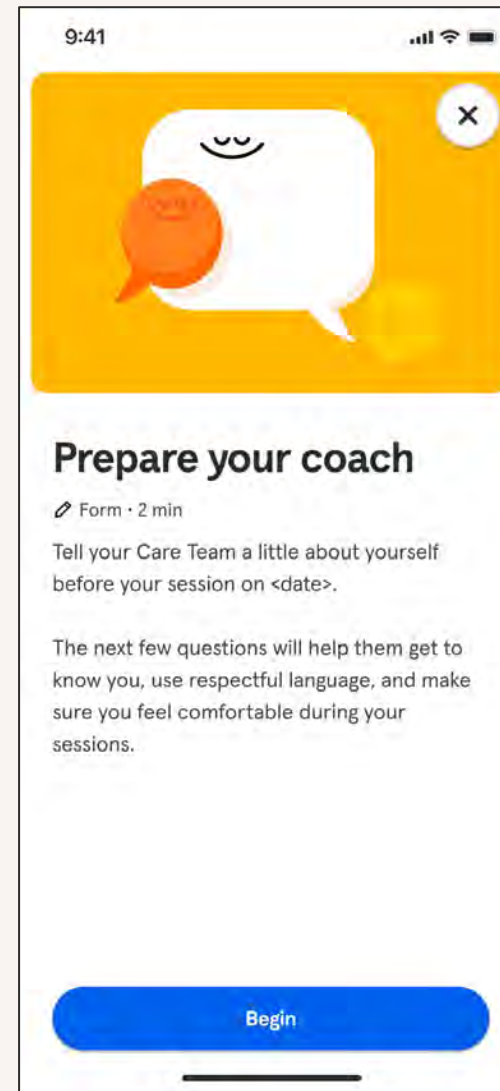 9:41
Prepare your coach
Form · 2 min
Tell your Care Team a little about yourself
before your session on <date>.
The next few questions will help them get to
know you, use respectful language, and make
sure you feel comfortable during your
sessions.
Begin